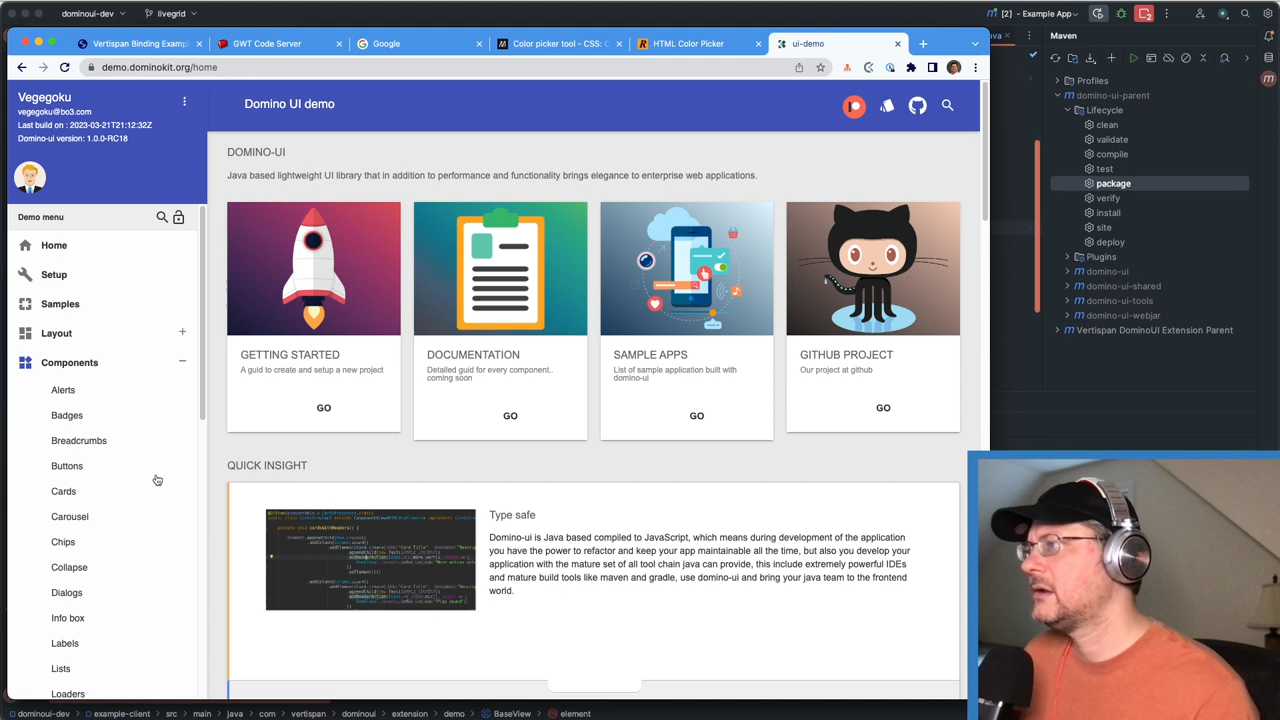 dominoui-dev
livegrid
[2] - Example App
Vertispan Binding Exampl
GWT Code Server
Google
Color picker tool - CSS: C
HTML Color Picker
ui-demo
ava
Maven
demo.dominokit.org/home
Vegegoku
vegegoku@bo3.com
Last build on : 2023-03-21T21:12:32Z
Domino-ui version: 1.0.0-RC18
Domino UI demo
Demo menu
Home
Setup
Samples
Layout
Components
Alerts
Badges
Breadcrumbs
Buttons
Cards
Carousel
Chips
Collapse
Dialogs
Info box
Labels
Lists
Loaders
DOMINO-UI
Java based lightweight UI library that in addition to performance and functionality brings elegance to enterprise web applications.
GETTING STARTED
A guid to create and setup a new project
GO
DOCUMENTATION
Detailed guid for every component..
coming soon
GO
SAMPLE APPS
List of sample application built with
domino-ui
GO
GITHUB PROJECT
Our project at github
GO
QUICK INSIGHT
Type safe
Domino-ui is Java based compiled to JavaScript, which means during development of the application
you have the power to refactor and keep your app maintainable all the time, but also you develop your
application with the mature set of all tool chain java can provide, this include extremely powerful IDEs
and mature build tools like maven and gradle, use domino-ui and bring your java team to the frontend
world.
Profiles
domino-ui-parent
Lifecycle
clean
validate
compile
test
package
verify
install
site
deploy
Plugins
domino-ui
domino-ui-shared
domino-ui-tools
domino-ui-webjar
Vertispan DominoUI Extension Parent
dominoui-dev > example-client > src > main > java > com > vertispan > dominoui > extension > demo > BaseView > element